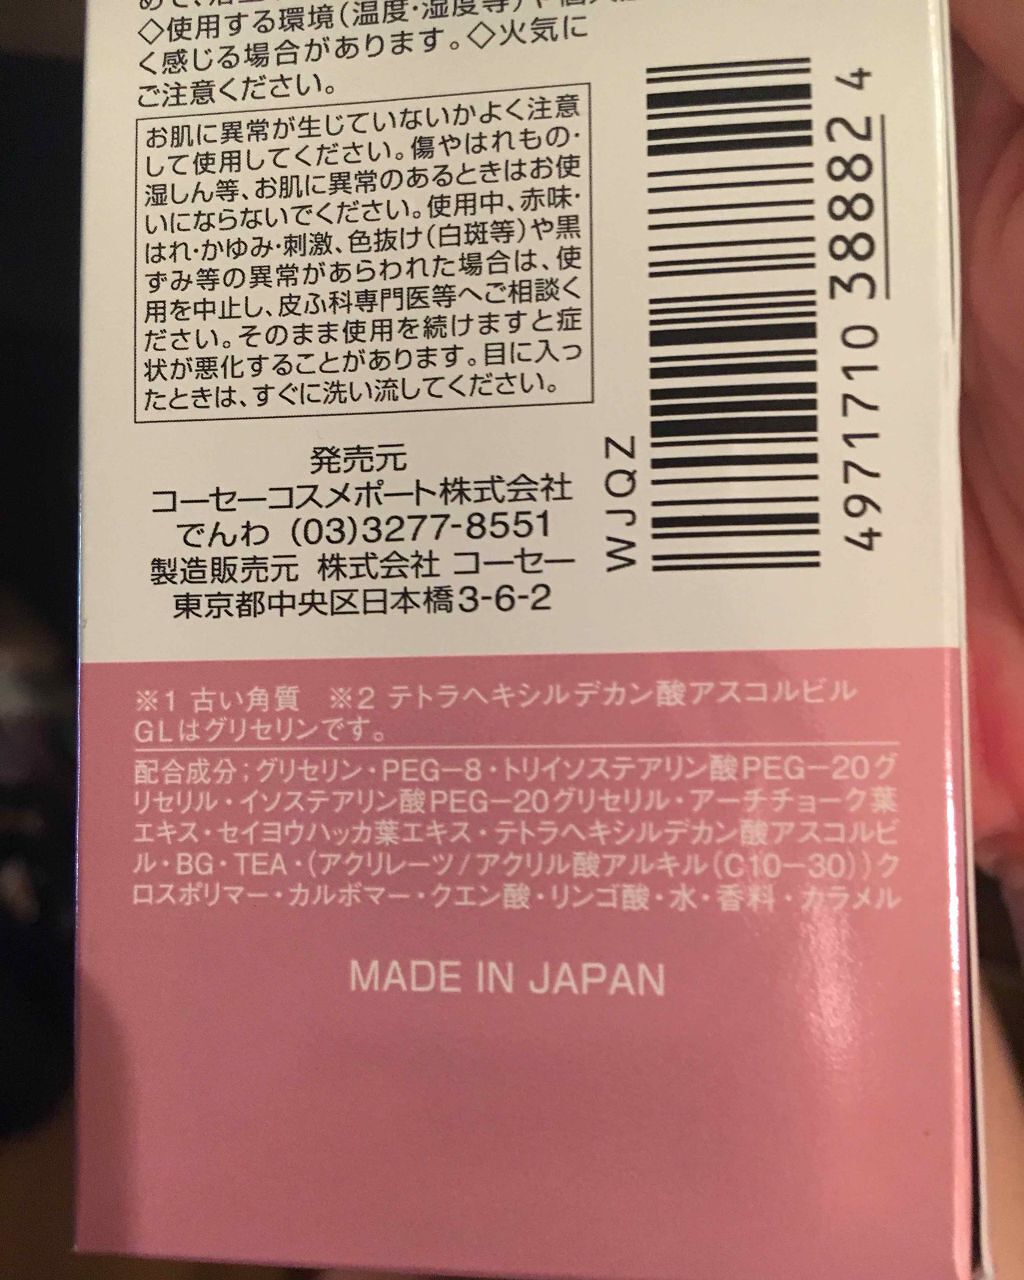 ◇使用する環境(温度・湿度等)や個人
く感じる場合があります。◇火気に
ご注意ください。
お肌に異常が生じていないかよく注意
して使用してください。傷やはれもの・
湿しん等、お肌に異常のあるときはお使
いにならないでください。使用中、赤味・
はれ・かゆみ・刺激、色抜け(白斑等)や黒
ずみ等の異常があらわれた場合は、使
用を中止し、皮ふ科専門医等へご相談く
ださい。そのまま使用を続けますと症
状が悪化することがあります。目に入っ
たときは、すぐに洗い流してください。
発売元
コーセーコスメポート株式会社
でんわ (03)3277-8551
製造販売元 株式会社 コーセー
東京都中央区日本橋3-6-2
WJQZ
4971710 388824
※1 古い角質 ※2 テトラヘキシルデカン酸アスコルビル
GLはグリセリンです。
配合成分;グリセリン・PEG-8・トリイソステアリン酸PEG-20グ
リセリル・イソステアリン酸PEG-20グリセリル・アーチチョーク葉
エキス・セイヨウハッカ葉エキス・テトラヘキシルデカン酸アスコルビ
ル・BG・TEA・(アクリレーツ/アクリル酸アルキル(C10-30))ク
ロスポリマー・カルボマー・クエン酸・リンゴ酸・水・香料・カラメル
MADE IN JAPAN